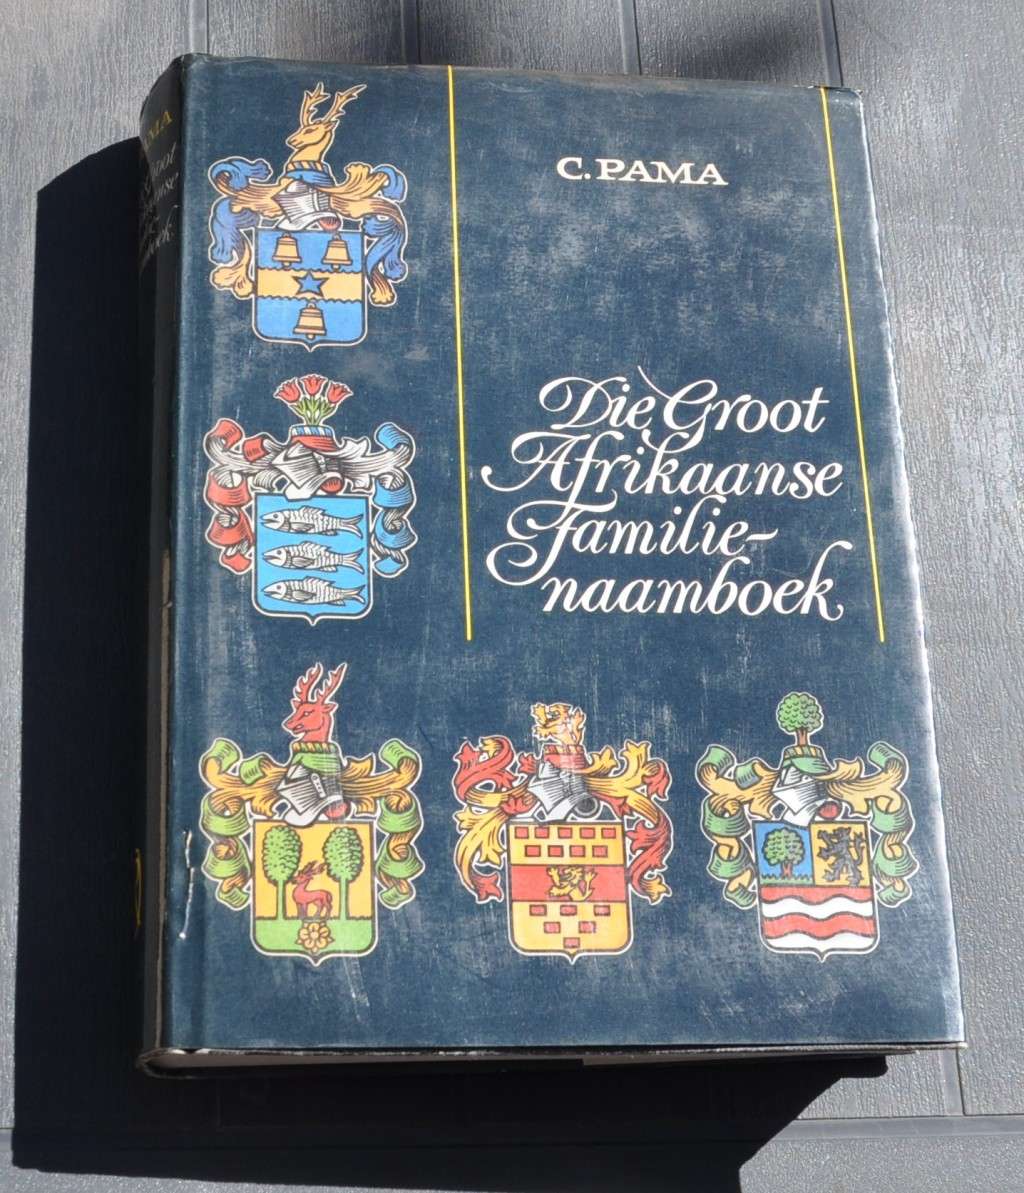 C. PAMA
Die Groot
Afrikaanse
Familie-
naamboek